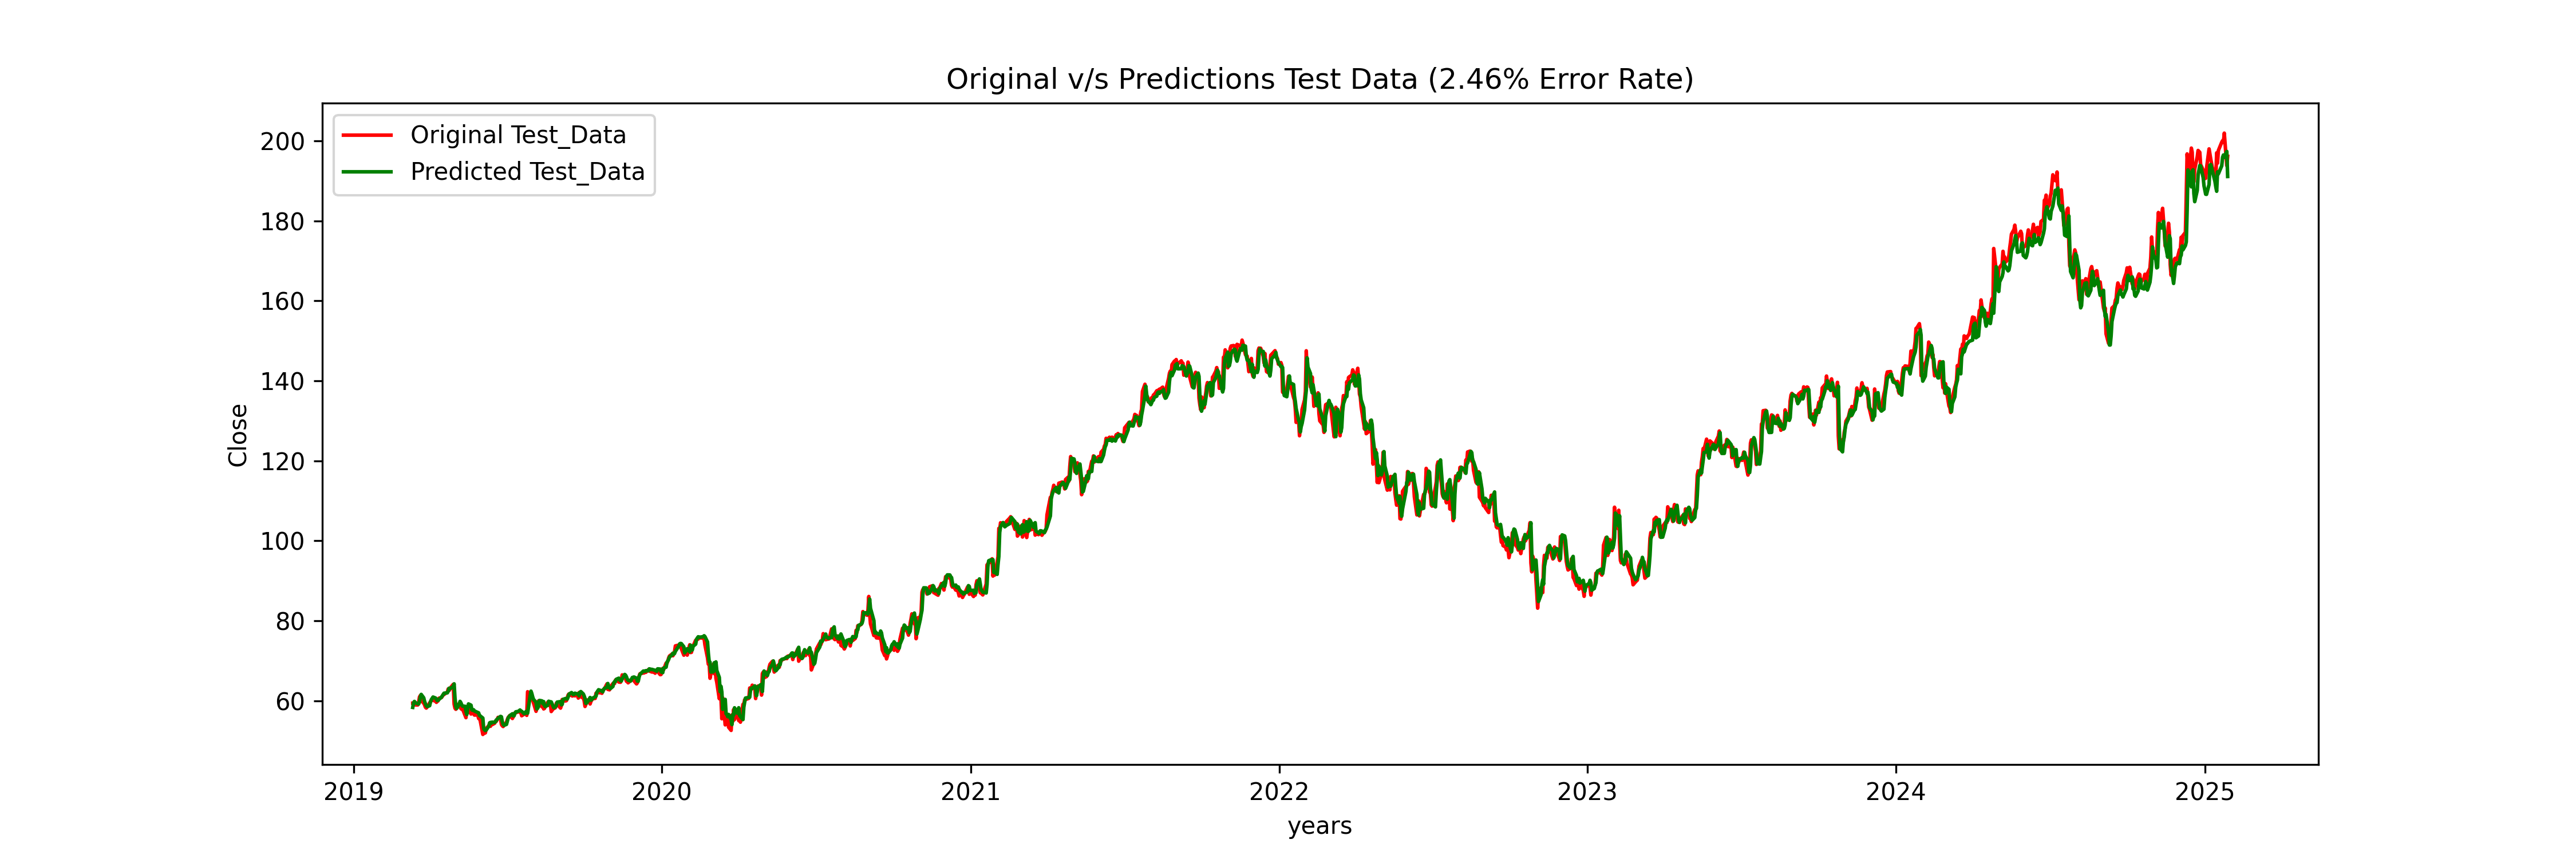 Original v/s Predictions Test Data (2.46% Error Rate)
Original Test_Data
Predicted Test_Data
200
180
160
140
120
100
80
60
Close
2019 2020 2021 2022 2023 2024 2025
years